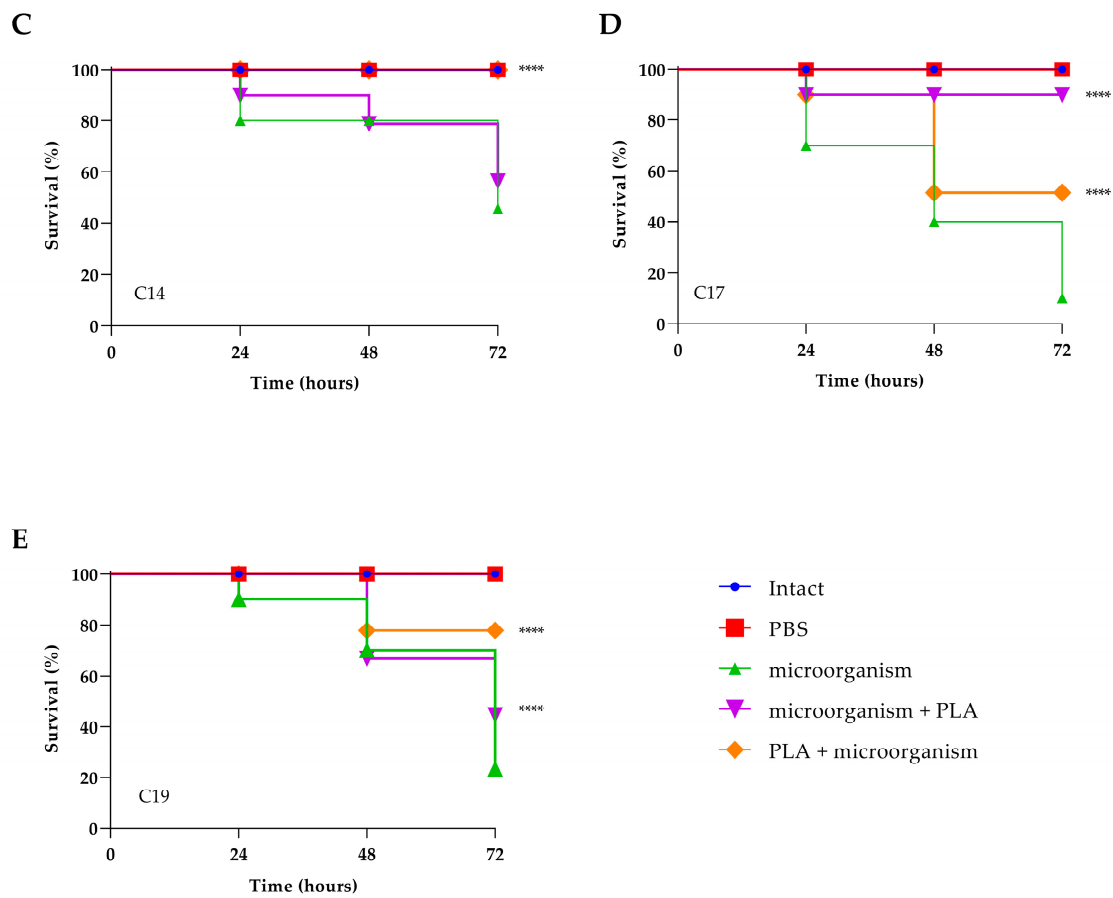 C
D
100
80
60
40
20
0
Survival (%)
****
C14
0
24
48
72
Time (hours)
100
80
60
40
20
0
Survival (%)
****
****
C17
0
24
48
72
Time (hours)
E
100
80
60
40
20
0
Survival (%)
****
****
C19
0
24
48
72
Time (hours)
Intact
PBS
microorganism
microorganism + PLA
PLA + microorganism